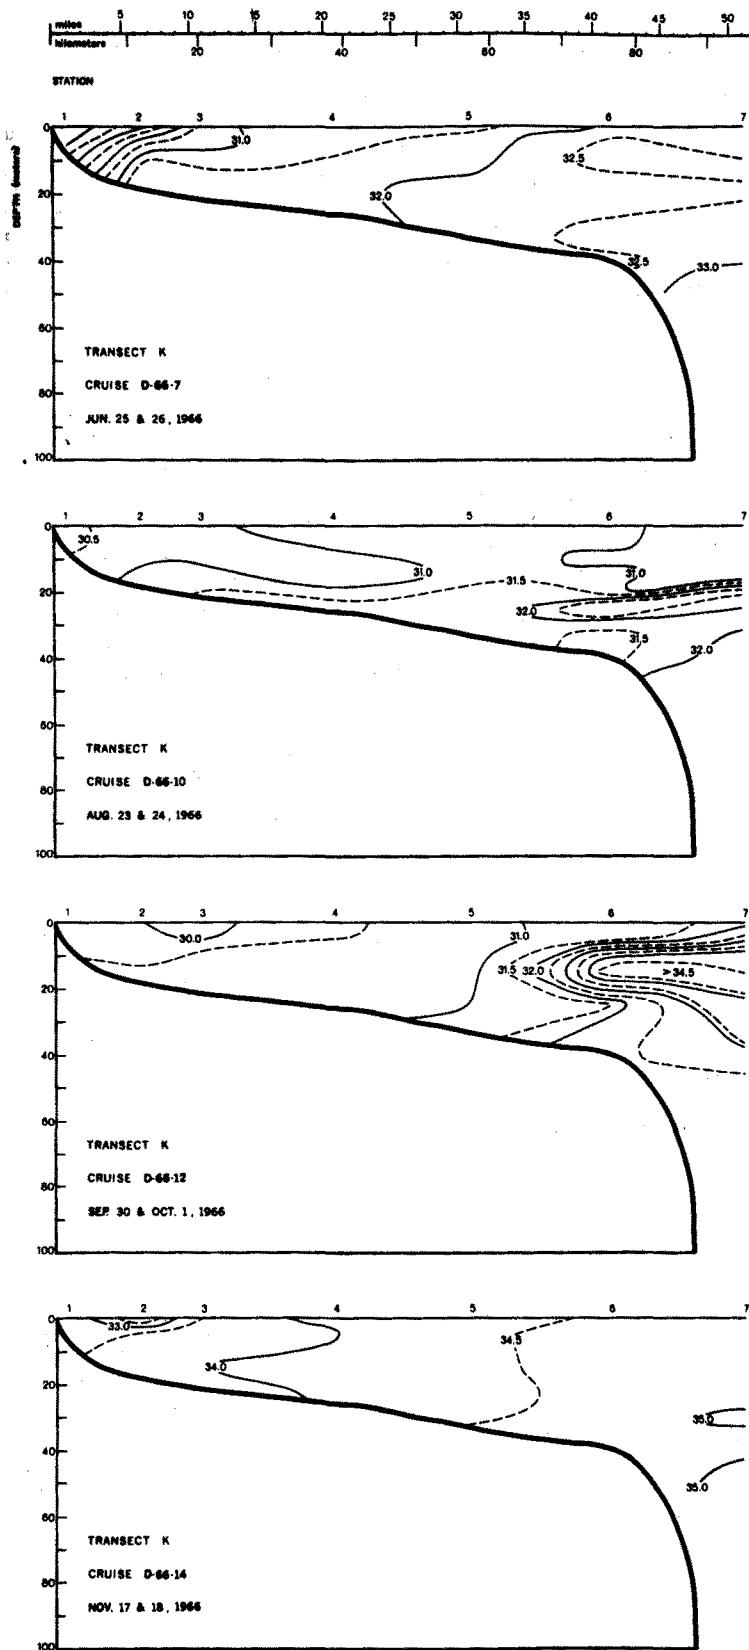 0 5 10 15 20 25 30 35 40 45 50
miles
kilometers
20 40 60 80
STATION
1 2 3 4 5 6 7
DEPTH (meters)
0
20
40
60
80
100
31.0
32.0
32.5
32.5
33.0
TRANSECT K
CRUISE D-66-7
JUN. 25 & 26, 1966
1 2 3 4 5 6 7
0
20
40
60
80
100
30.5
31.0
31.5
31.0
32.0
31.5
32.0
TRANSECT K
CRUISE D-66-10
AUG. 23 & 24, 1966
1 2 3 4 5 6 7
0
20
40
60
80
100
30.0
31.0
31.5 32.0
> 34.5
TRANSECT K
CRUISE D-66-12
SEP. 30 & OCT. 1, 1966
1 2 3 4 5 6 7
0
20
40
60
80
100
33.0
34.0
34.5
35.0
35.0
TRANSECT K
CRUISE D-66-14
NOV. 17 & 18, 1966